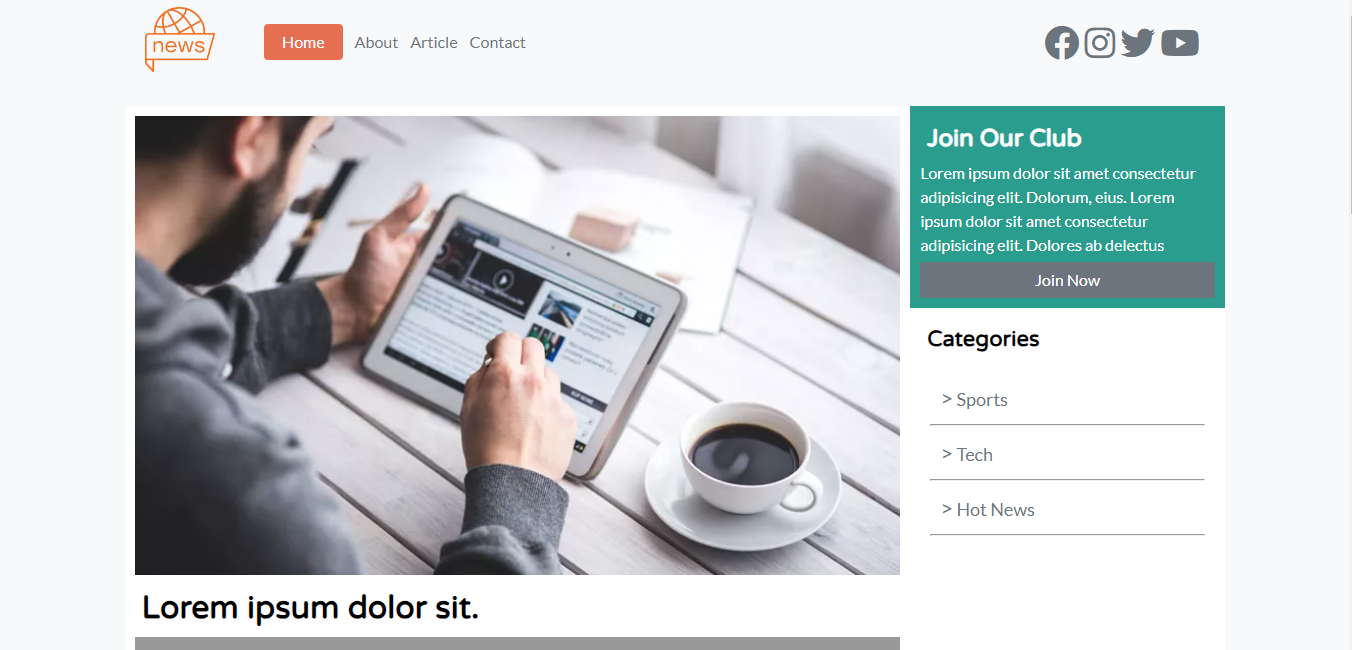 news
Home
About
Article
Contact
Join Our Club
Lorem ipsum dolor sit amet consectetur
adipisicing elit. Dolorum, eius. Lorem
ipsum dolor sit amet consectetur
adipisicing elit. Dolores ab delectus
Join Now
Categories
> Sports
> Tech
> Hot News
Lorem ipsum dolor sit.